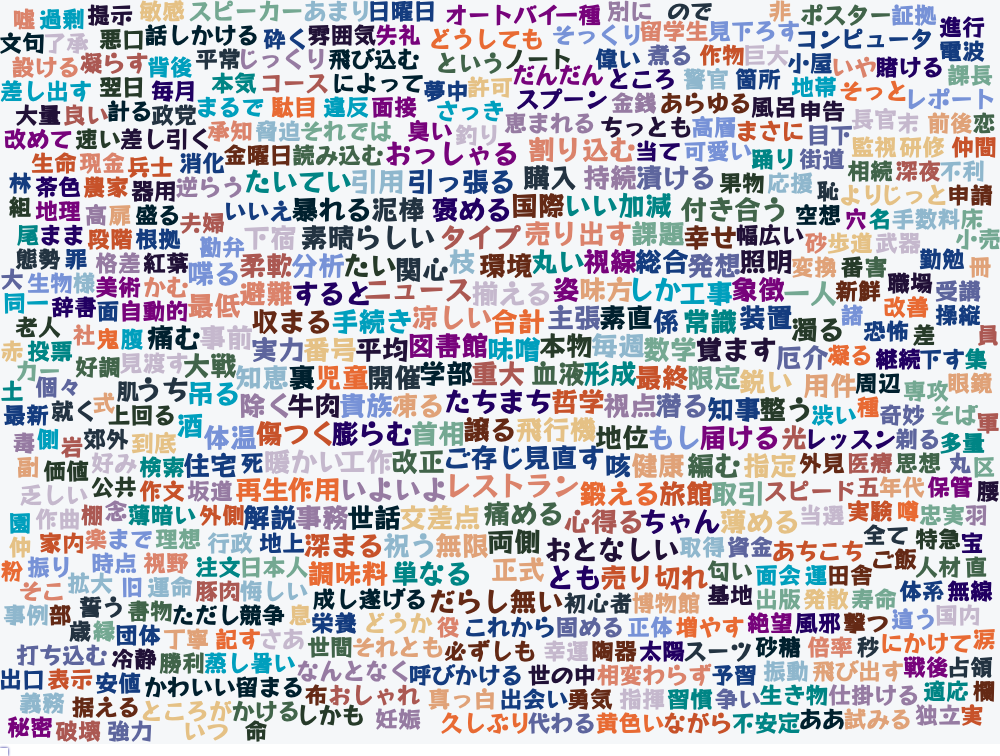 嘘 過剰 提示 敏感 スピーカー あまり 日曜日 オートバイ 一種 別に ので 非 ポスター 証拠 進行
文句 了承 悪口 話しかける 砕く 雰囲気 失礼 どうしても そっくり 留学生 見下ろす コンピュータ 電波
設ける 凝らす 背後 平常 じっくり 飛び込む というノート 偉い 煮る 作物 巨大 小屋 いや 賭ける 課長
差し出す 翌日 毎月 本気 コース によって 夢中 許可 だんだん ところ 警官 箇所 地帯 そっと レポート
大量 良い 計る 政党 まるで 駄目 違反 面接 さっき スプーン 金銭 あらゆる 風呂 申告 長官 末 前後 恋
改めて 速い 差し引く 承知 脅迫 それでは 臭い 釣り 恵まれる ちっとも 高層 まさに 目下 監視 研修 仲間
生命 現金 兵士 消化 金曜日 読み込む おっしゃる 割り込む 当て 可愛い 踊り 街道 相続 深夜 不利
林 茶色 農家 器用 逆らう たいてい 引用 引っ張る 購入 持続 漬ける 果物 応援 恥 より じっと 申請
組 地理 高 扉 盛る 夫婦 いいえ 暴れる 泥棒 褒める 国際 いい加減 付き合う 空想 穴 名 手数料 床
尾 まま 段階 根拠 勘弁 下宿 素晴らしい タイプ 売り出す 課題 幸せ 幅広い 砂 歩道 武器 小売
態勢 罪 格差 紅葉 喋る 柔軟 分析 たい 関心 枝 環境 丸い 視線 総合 発想 照明 変換 番害 勤勉 冊
大 生物 様 美術 かむ 避難 すると ニュース 揃える 姿 味方 しか 工事 象徴 一人 新鮮 職場 受講
同一 辞書 面 自動的 最低 収まる 手続き 涼しい 合計 主張 素直 係 常識 装置 濁る 諸 改善 操縦
老人 社 鬼 腹 痛む 事前 実力 番号 平均 図書館 味噌 本物 毎週 数学 覚ます 厄介 凝る 恐怖 差 員
赤 投票 カー 好調 見渡す 大戦 知恵 裏 児童 開催 学部 重大 血液 形成 最終 限定 鋭い 用件 周辺 継続 下す 集
土 個々 肌 うち 吊る 除く 牛肉 貴族 凍る たちまち 哲学 視点 潜る 知事 整う 渋い 種 専攻 眼鏡
最新 就く 式 上回る 酒 体温 傷つく 膨らむ 首相 譲る 飛行機 地位 もし 届ける 光 レッスン 剃る 奇妙 そば 軍
毒 側 岩 郊外 到底 副 価値 好み 検索 住宅 死 暖かい 工作 改正 ご存じ 見直す 咳 健康 編む 指定 外見 医療 思想 多量 丸 区
乏しい 公共 作文 坂道 再生 作用 いよいよ レストラン 鍛える 旅館 取引 スピード 五 年代 保管 腰
園 作曲 棚 念 薄暗い 外側 解説 事務 世話 交差点 痛める 心得る ちゃん 薄める 当選 実験 噂 忠実 羽
仲 家内 楽 まで 理想 行政 地上 深まる 祝う 無限 両側 おとなしい 取得 資金 あちこち 全て 特急 宝
粉 振り 時点 視野 注文 日本人 調味料 単なる 正式 とも 売り切れ 匂い 面会 運 田舎 ご飯 人材 直
そこ 拡大 旧 運命 豚肉 悔しい 成し遂げる だらし無い 初心者 博物館 基地 出版 発散 寿命 体系 無線
事例 部 誓う 書物 ただし 競争 息 栄養 どうか 役 これから 固める 正体 増やす 絶望 風邪 撃つ 違う 国内
歳 縁 団体 丁寧 記す さあ 世間 それとも 必ずしも 幸運 陶器 太陽 スーツ 砂糖 倍率 秒 にかけて 涙
打ち込む 冷静 勝利 蒸し暑い なんとなく 呼びかける 世の中 相変わらず 予習 振動 飛び出す 戦後 占領
出口 表示 安値 かわいい 留まる 布 おしゃれ 真っ白 出会い 勇気 指揮 習慣 争い 生き物 仕掛ける 適応 欄
義務 据える ところが かける しかも 妊娠 久しぶり 代わる 黄色い ながら 不安定 ああ 試みる 独立 実
秘密 破壊 強力 いつ 命